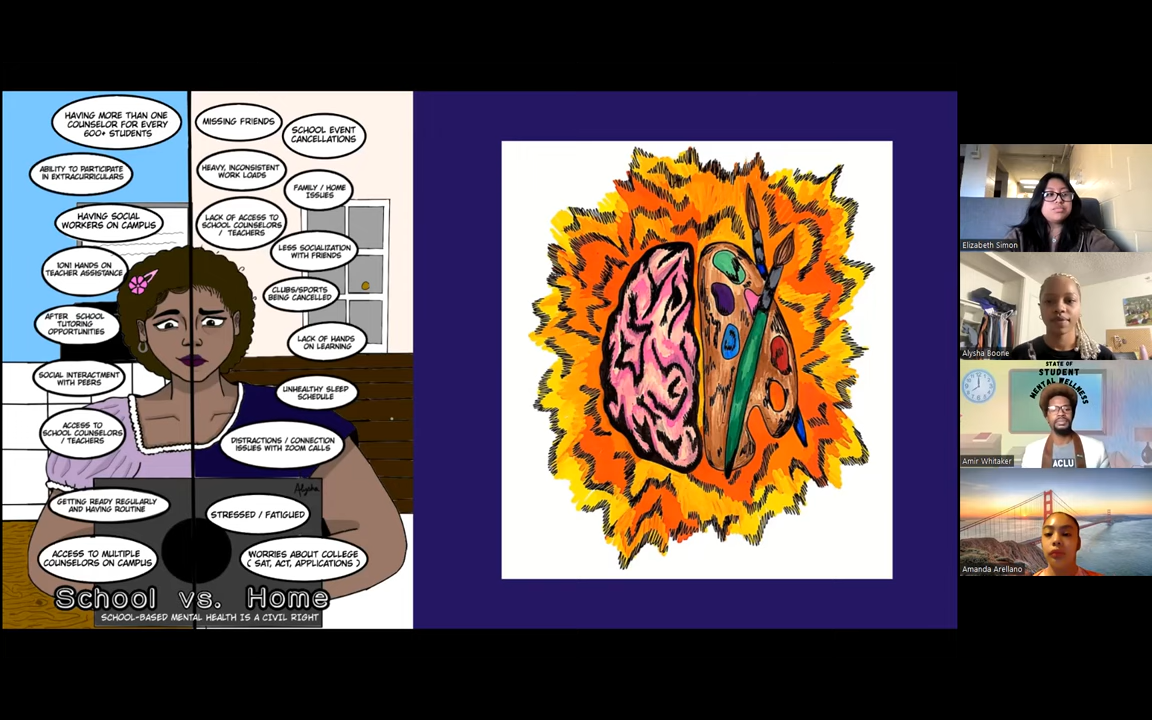 HAVING MORE THAN ONE
COUNSELOR FOR EVERY
600+ STUDENTS
ABILITY TO PARTICIPATE
IN EXTRACURRICULARS
HAVING SOCIAL
WORKERS ON CAMPUS
1ON1 HANDS ON
TEACHER ASSISTANCE
AFTER SCHOOL
TUTORING
OPPORTUNITIES
SOCIAL INTERACTMENT
WITH PEERS
ACCESS TO
SCHOOL COUNSELORS
/ TEACHERS
GETTING READY REGULARLY
AND HAVING ROUTINE
ACCESS TO MULTIPLE
COUNSELORS ON CAMPUS
MISSING FRIENDS
SCHOOL EVENT
CANCELLATIONS
HEAVY, INCONSISTENT
WORK LOADS
FAMILY / HOME
ISSUES
LACK OF ACCESS TO
SCHOOL COUNSELORS
/ TEACHERS
LESS SOCIALIZATION
WITH FRIENDS
CLUBS/SPORTS
BEING CANCELLED
LACK OF HANDS
ON LEARNING
UNHEALTHY SLEEP
SCHEDULE
DISTRACTIONS / CONNECTION
ISSUES WITH ZOOM CALLS
Alysha
STRESSED / FATIGUED
WORRIES ABOUT COLLEGE
( SAT, ACT, APPLICATIONS )
School vs. Home
SCHOOL-BASED MENTAL HEALTH IS A CIVIL RIGHT
Elizabeth Simon
Alysha Boone
STATE OF
STUDENT
MENTAL WELLNESS
ACLU
Amir Whitaker
Amanda Arellano